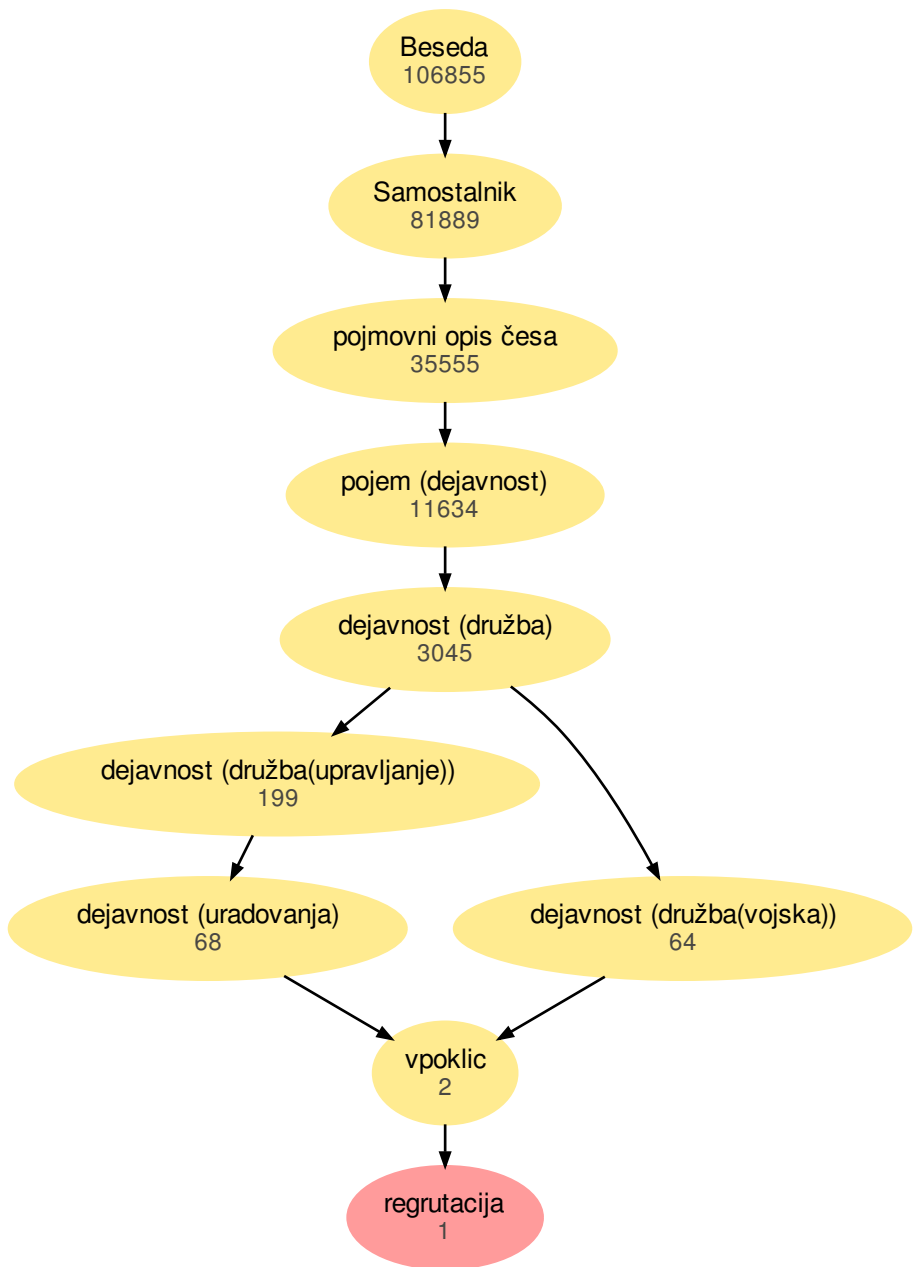 Beseda
106855
Samostalnik
81889
pojmovni opis česa
35555
pojem (dejavnost)
11634
dejavnost (družba)
3045
dejavnost (družba(upravljanje))
199
dejavnost (uradovanja)
68
dejavnost (družba(vojska))
64
vpoklic
2
regrutacija
1